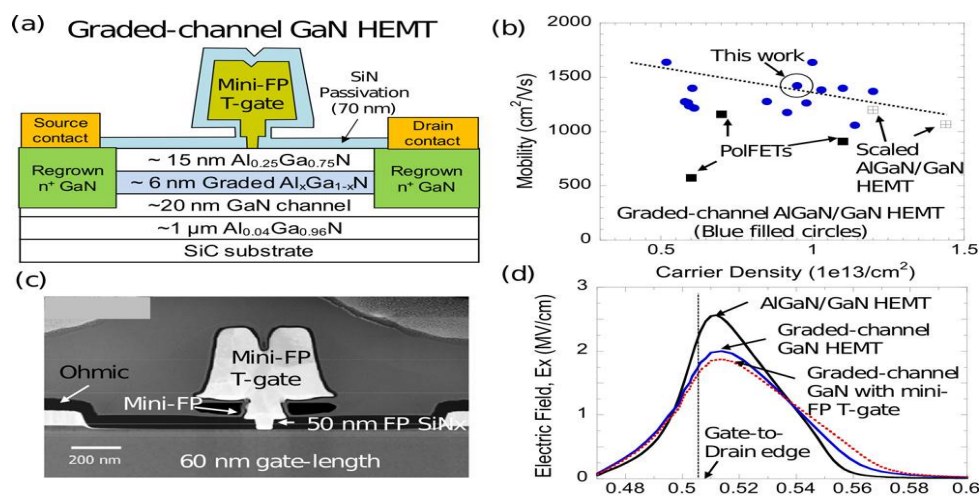 (a)
Graded-channel GaN HEMT
Mini-FP
T-gate
SiN
Passivation
(70 nm)
Source
contact
Drain
contact
Regrown
n+ GaN
~ 15 nm Al0.25Ga0.75N
~ 6 nm Graded AlxGa1-xN
~20 nm GaN channel
~1 μm Al0.04Ga0.96N
SiC substrate
Regrown
n+ GaN
(b)
Mobility (cm2/Vs)
2000
1500
1000
500
0
This work
PolFETs
Scaled
AlGaN/GaN
HEMT
Graded-channel AlGaN/GaN HEMT
(Blue filled circles)
0.5
1
1.5
Carrier Density (1e13/cm2)
(c)
Mini-FP
T-gate
Ohmic
Mini-FP
50 nm FP SiNx
200 nm
60 nm gate-length
(d)
Electric Field, Ex (MV/cm)
3
2
1
0
AlGaN/GaN HEMT
Graded-channel
GaN HEMT
Graded-channel
GaN with mini-
FP T-gate
Gate-to-
Drain edge
0.48
0.5
0.52
0.54
0.56
0.58
0.6